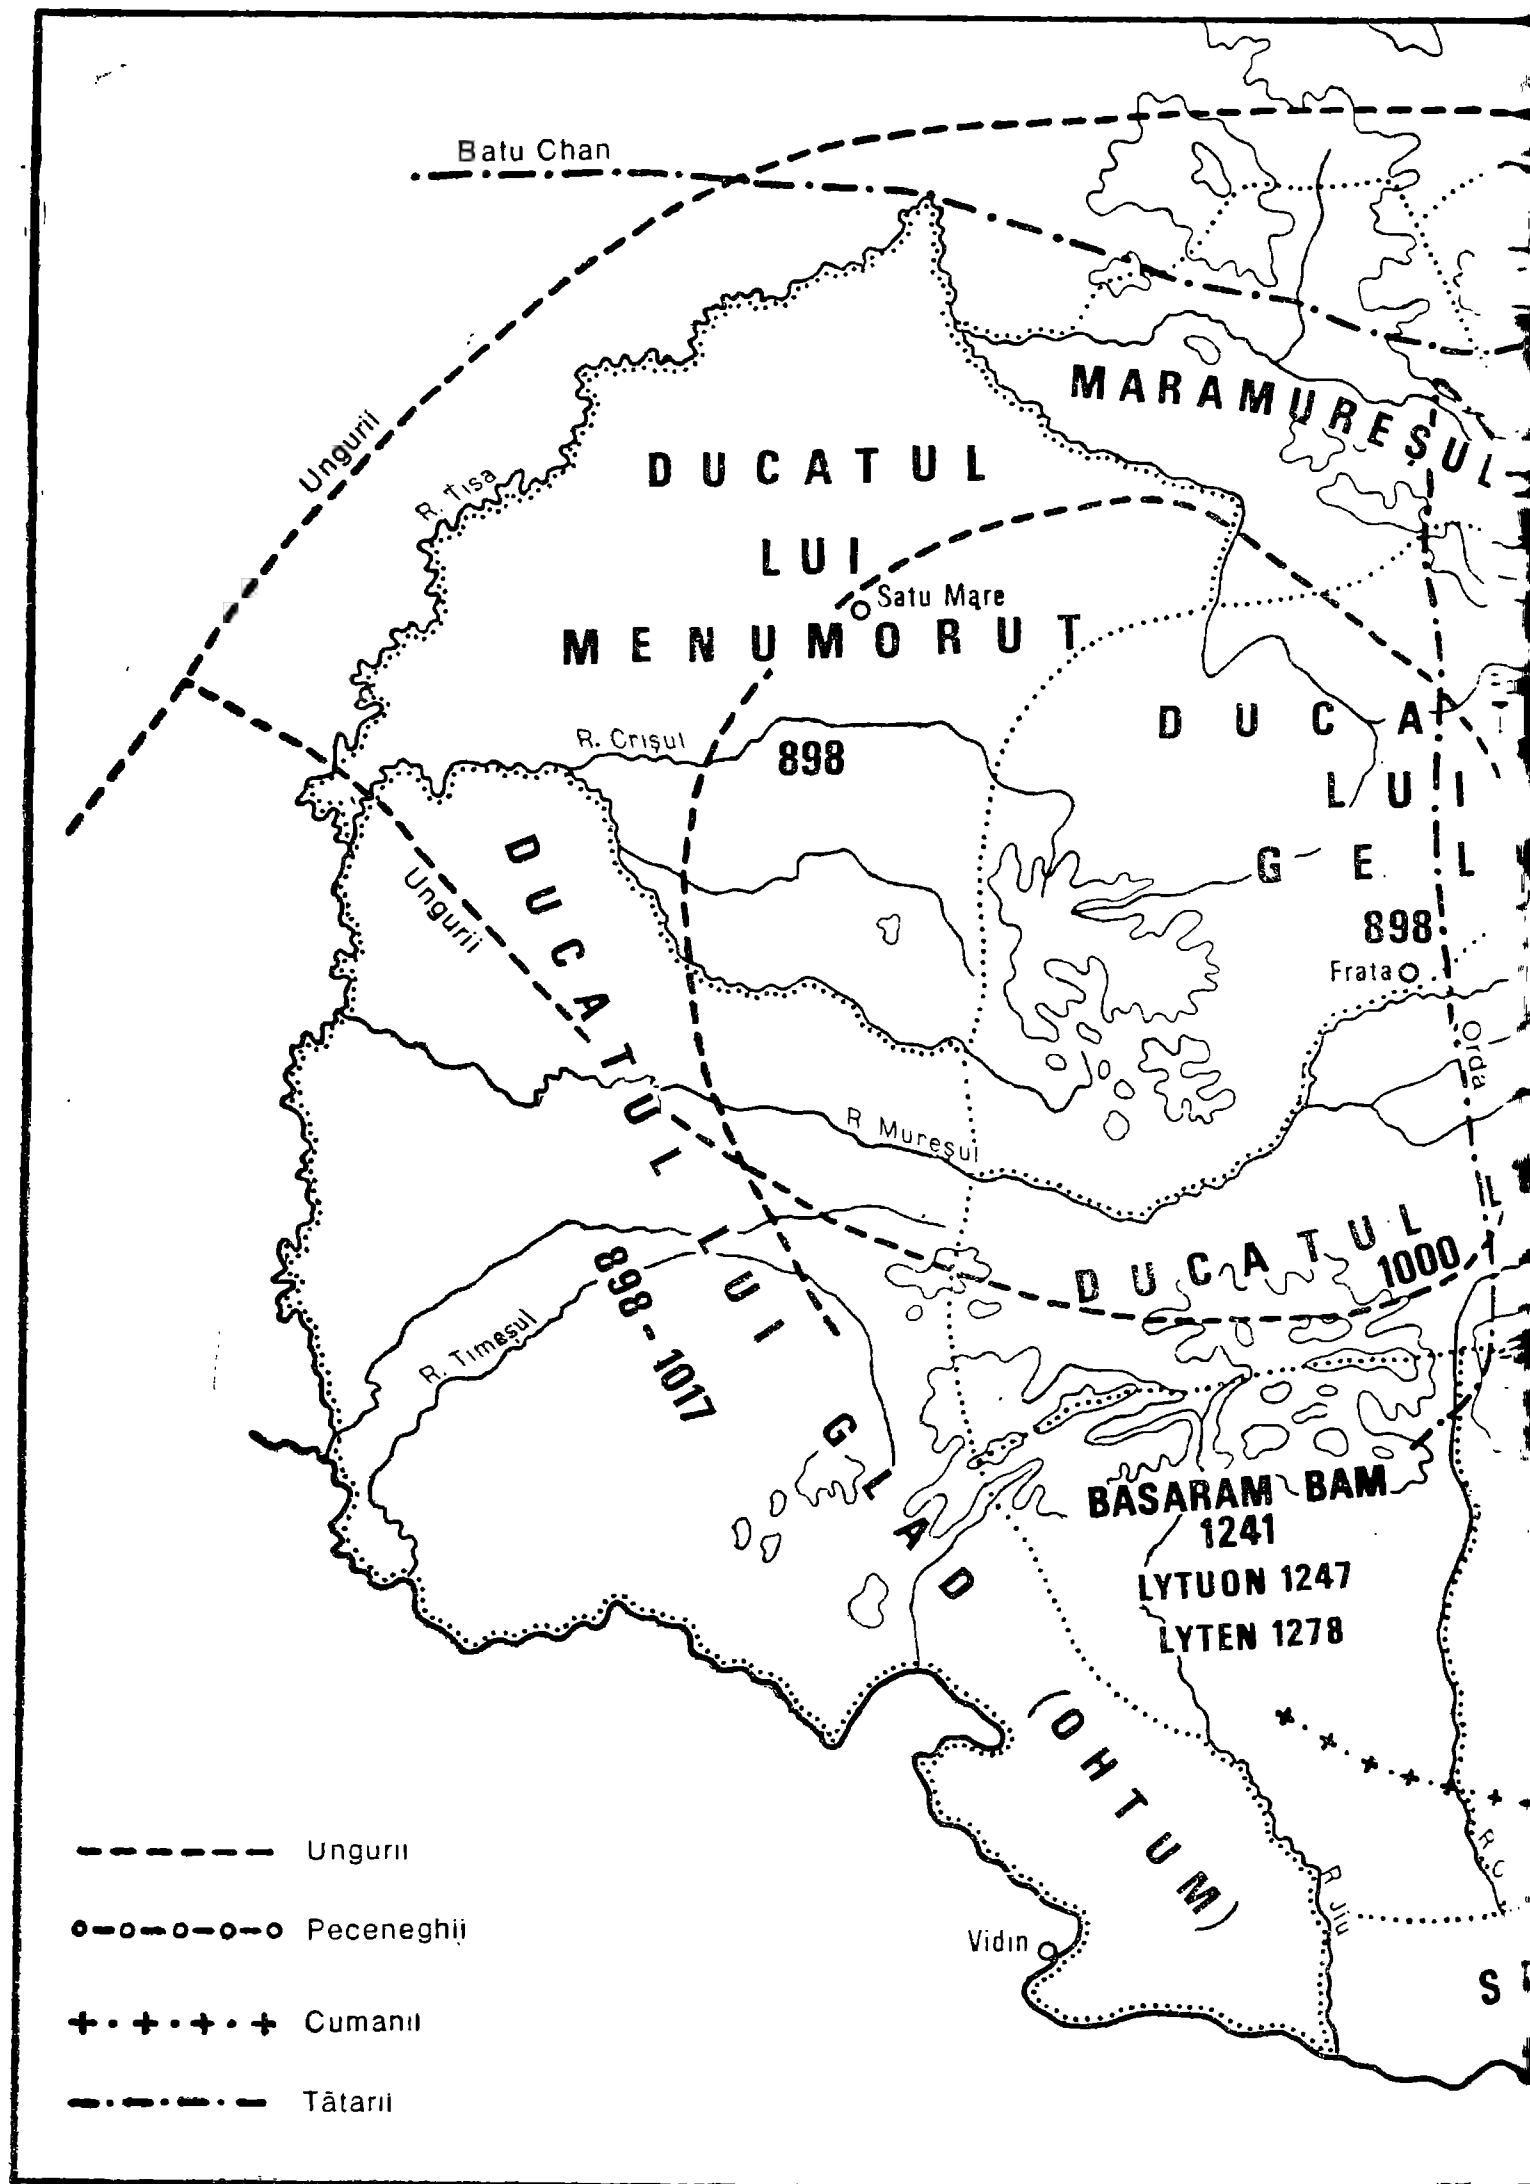 Batu Chan
Ungurii
R. Tisa
MARAMUREȘUL
DUCATUL
LUI
MENUMORUT
Satu Mare
R. Crișul
898
DUCAT
LUI
GEL
898
Frata
Orda
Ungurii
DUCATUL LUI GLAD
898-1017
(OHTUM)
R Mureșul
R. Timeșul
DUCATUL
1000
BASARAM BAM
1241
LYTUON 1247
LYTEN 1278
R Jiu
R C
Vidin
S
Ungurii
Peceneghii
Cumanii
Tătarii